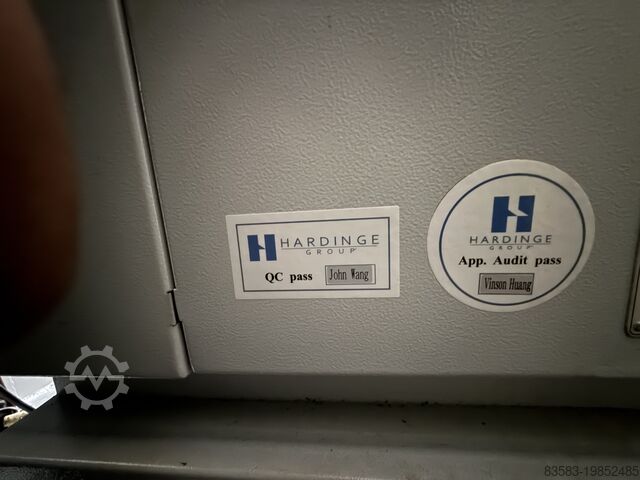 HARDINGE
GROUP
QC pass John Wang
HARDINGE
GROUP
App. Audit pass
Vinson Huang
83583-19852485